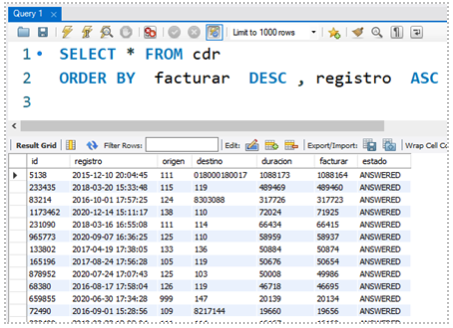 Query 1
Limit to 1000 rows
1 SELECT * FROM cdr
2 ORDER BY facturar DESC , registro ASC
3
Result Grid Filter Rows: Edit: Export/Import: Wrap Cell
id registro origen destino duracion facturar estado
5138 2015-12-10 20:04:45 111 018000180017 1088173 1088164 ANSWERED
233435 2018-03-20 15:33:48 115 119 489469 489460 ANSWERED
83214 2016-10-01 17:57:25 124 8303088 317726 317723 ANSWERED
1173462 2020-12-14 15:11:17 138 110 72024 71925 ANSWERED
231090 2018-03-16 16:55:08 111 114 66434 66415 ANSWERED
965773 2020-09-07 16:36:25 125 110 58959 58937 ANSWERED
133802 2017-04-19 17:38:05 133 136 50884 50874 ANSWERED
165196 2017-08-24 17:56:28 105 119 50676 50654 ANSWERED
878952 2020-07-24 17:07:43 125 103 50008 49986 ANSWERED
68380 2016-08-17 17:58:04 126 119 46718 46695 ANSWERED
659855 2020-06-30 17:34:28 999 147 20139 20134 ANSWERED
72490 2016-09-01 15:28:56 109 8217144 19660 19656 ANSWERED